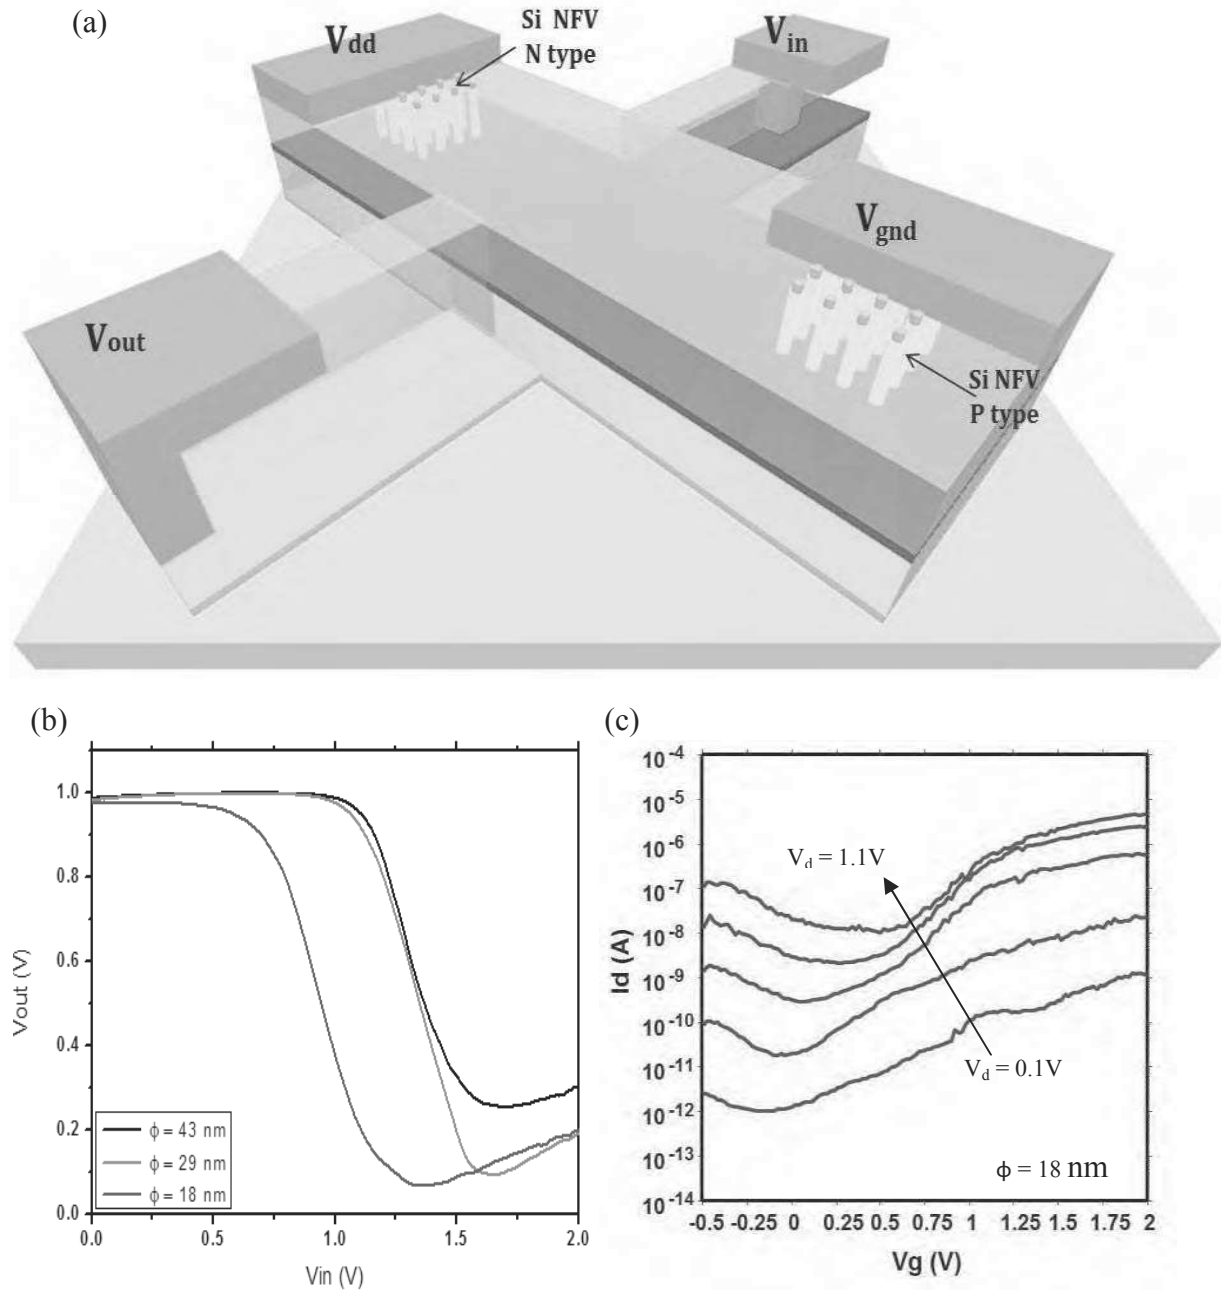 (a)
Si NFV
N type
Vdd
Vin
Vgnd
Vout
Si NFV
P type
(b)
1.0
0.8
0.6
0.4
0.2
0.0
Vout (V)
ϕ = 43 nm
ϕ = 29 nm
ϕ = 18 nm
0.0 0.5 1.0 1.5 2.0
Vin (V)
(c)
10-4
10-5
10-6
10-7
10-8
10-9
10-10
10-11
10-12
10-13
10-14
Id (A)
Vd = 1.1V
Vd = 0.1V
ϕ = 18 nm
-0.5 -0.25 0 0.25 0.5 0.75 1 1.25 1.5 1.75 2
Vg (V)